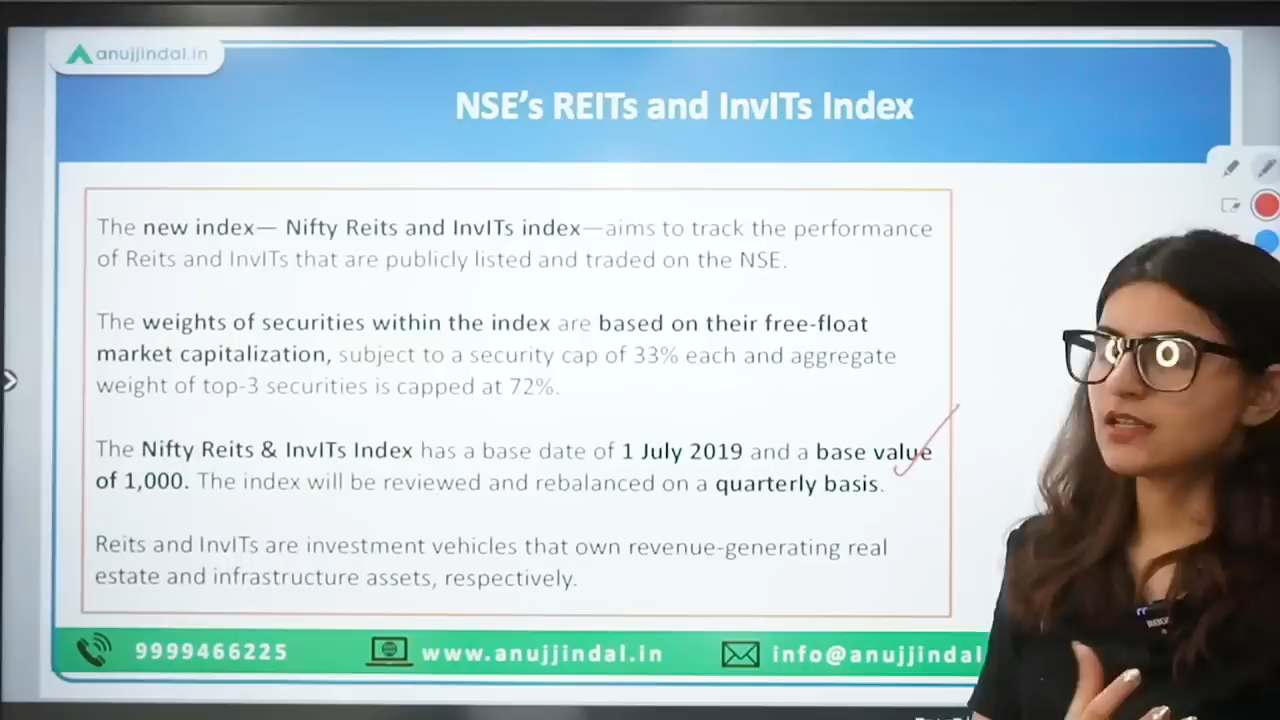 anujjindal.in
NSE’s REITs and InvITs Index
The new index— Nifty Reits and InvITs index—aims to track the performance
of Reits and InvITs that are publicly listed and traded on the NSE.
The weights of securities within the index are based on their free-float
market capitalization, subject to a security cap of 33% each and aggregate
weight of top-3 securities is capped at 72%.
The Nifty Reits & InvITs Index has a base date of 1 July 2019 and a base value
of 1,000. The index will be reviewed and rebalanced on a quarterly basis.
Reits and InvITs are investment vehicles that own revenue-generating real
estate and infrastructure assets, respectively.
9999466225 www.anujjindal.in info@anujjindal